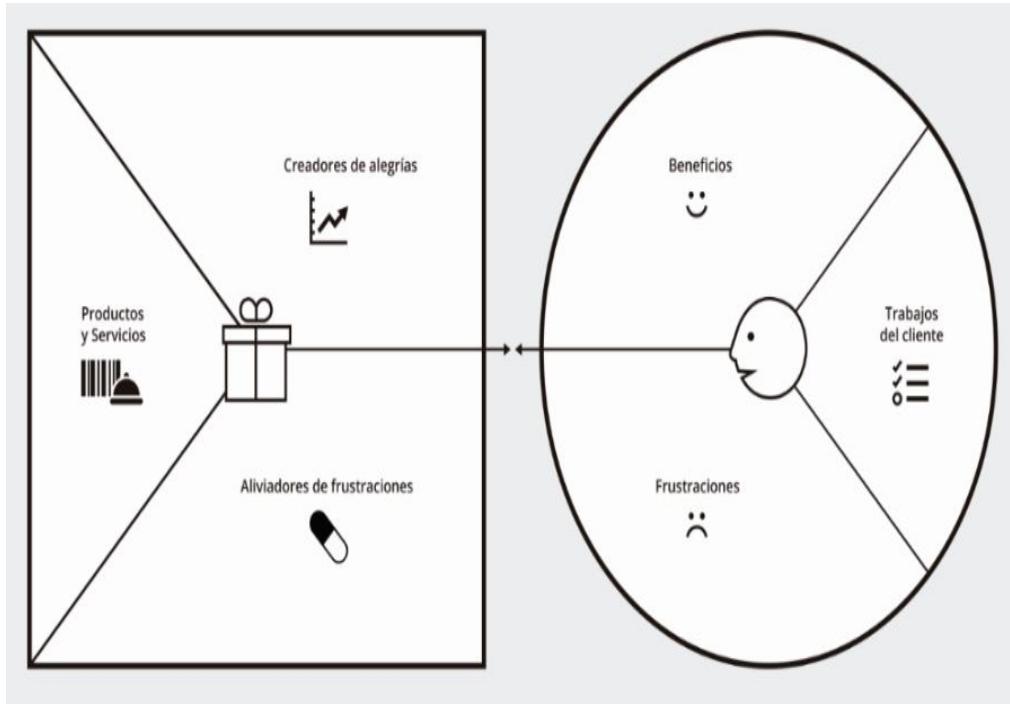 Creadores de alegrías
Productos
y Servicios
Aliviadores de frustraciones
Beneficios
Trabajos
del cliente
Frustraciones